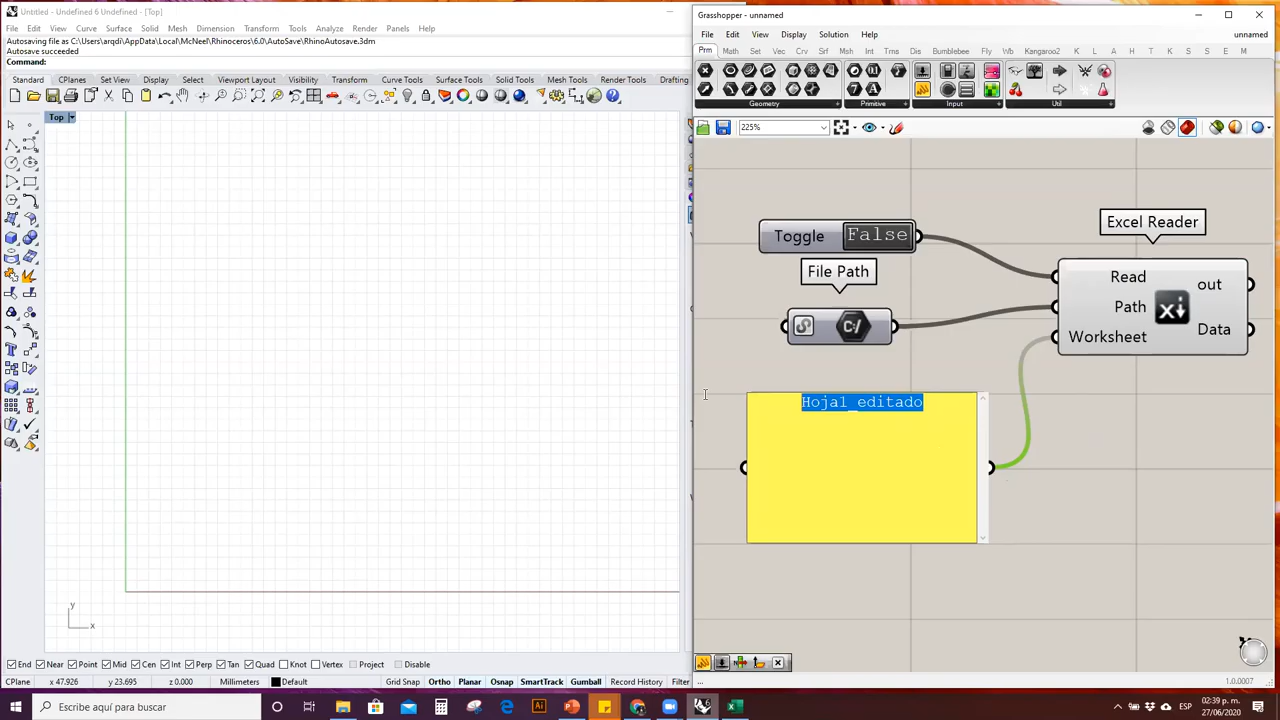 Untitled - Undefined 6 Undefined - [Top]
File Edit View Curve Surface Solid Mesh Dimension Transform Tools Analyze Render Panels Help
Autosaving file as C:\Users\arqdi\AppData\Local\McNeel\Rhinoceros\6.0\AutoSave\RhinoAutosave.3dm
Autosave succeeded
Command:
Standard CPlanes Set View Display Select Viewport Layout Visibility Transform Curve Tools Surface Tools Solid Tools Mesh Tools Render Tools Drafting
Top
y
x
End Near Point Mid Cen Int Perp Tan Quad Knot Vertex Project Disable
CPlane x 47.926 y 23.695 z 0.000 Millimeters Default Grid Snap Ortho Planar Osnap SmartTrack Gumball Record History Filter
Grasshopper - unnamed
File Edit View Display Solution Help unnamed
Prm Math Set Vec Crv Srf Msh Int Trns Dis Bumblebee Fly Wb Kangaroo2 K L A H T K S S E M
Geometry Primitive Input Util
225%
Excel Reader
Toggle False
File Path
C:/
Read
Path
Worksheet
out
Data
Hoja1_editado
1.0.0007
Escribe aquí para buscar
ESP
02:39 p. m.
27/06/2020